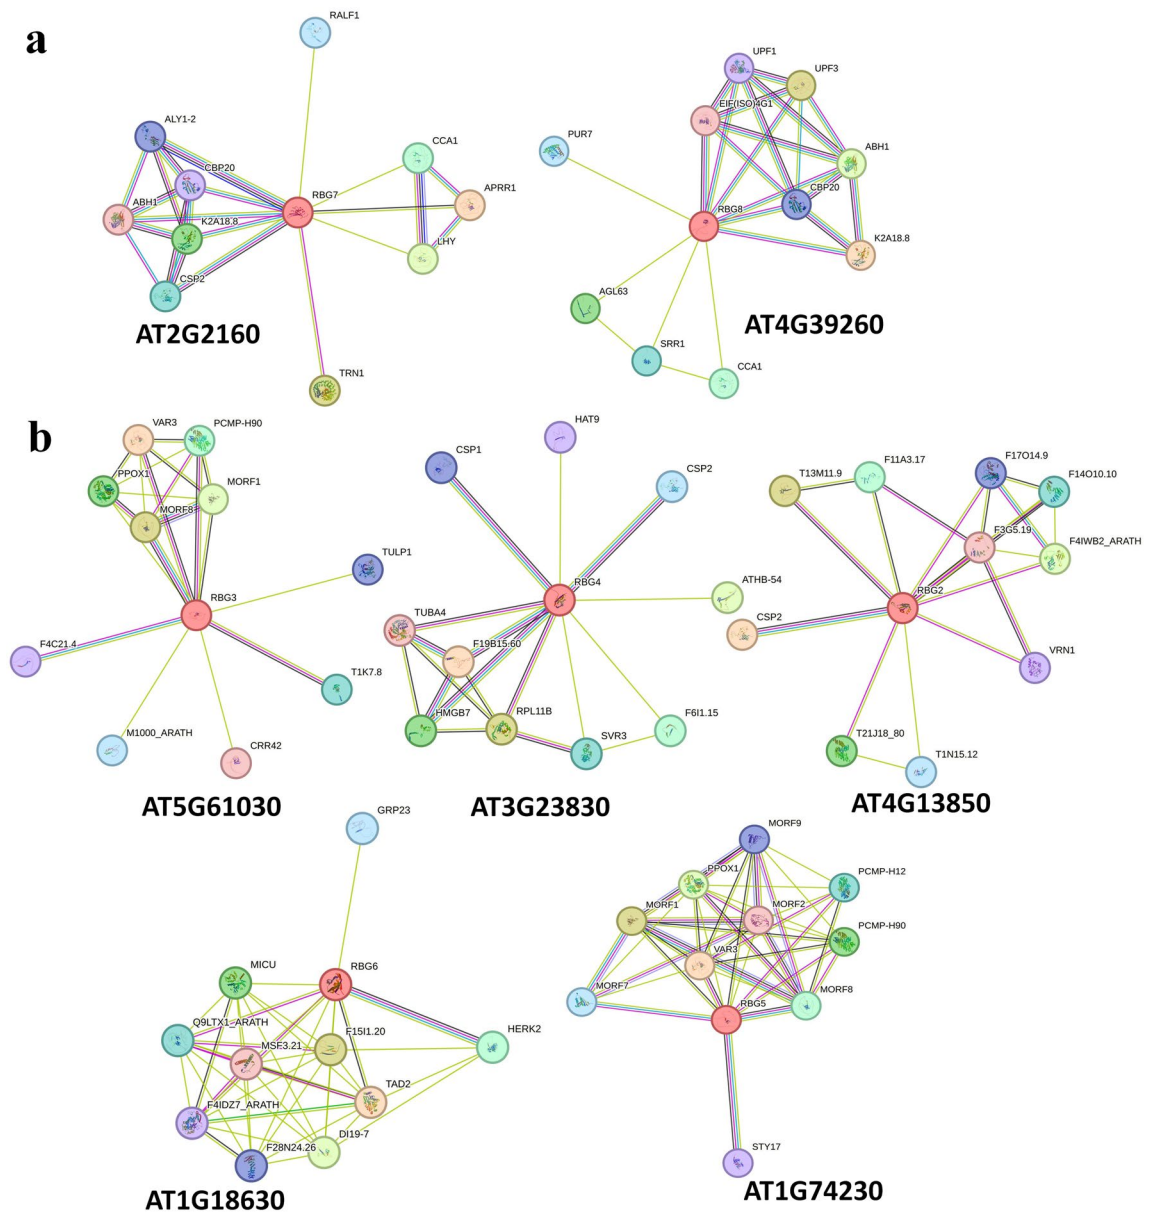 a
RALF1
ALY1-2
CBP20
CCA1
RBG7
APRR1
ABH1
K2A18.8
LHY
CSP2
TRN1
AT2G2160
UPF1
UPF3
EIF(ISO)4G1
PUR7
ABH1
CBP20
RBG8
K2A18.8
AGL63
SRR1
CCA1
AT4G39260
b
VAR3
PCMP-H90
PPOX1
MORF1
MORF8
TULP1
RBG3
F4C21.4
T1K7.8
M1000_ARATH
CRR42
AT5G61030
HAT9
CSP1
CSP2
RBG4
ATHB-54
TUBA4
F19B15.60
HMGB7
RPL11B
F6I1.15
SVR3
AT3G23830
F17O14.9
F11A3.17
T13M11.9
F14O10.10
F3G5.19
F4IWB2_ARATH
RBG2
CSP2
VRN1
T21J18_80
T1N15.12
AT4G13850
GRP23
MICU
RBG6
Q9LTX1_ARATH
F15I1.20
HERK2
MSF3.21
TAD2
F4IDZ7_ARATH
DI19-7
F28N24.26
AT1G18630
MORF9
PPOX1
PCMP-H12
MORF1
MORF2
PCMP-H90
VAR3
MORF7
MORF8
RBG5
STY17
AT1G74230